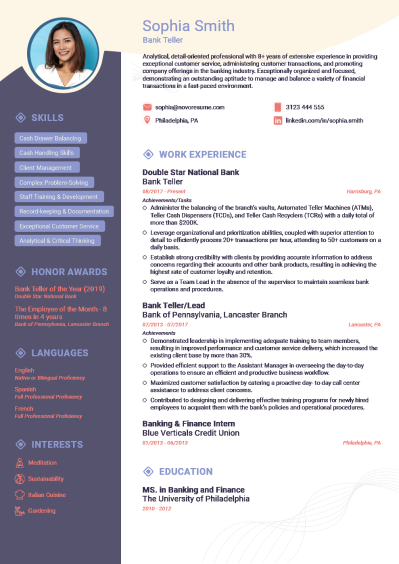 Sophia Smith
Bank Teller
Analytical, detail-oriented professional with 8+ years of extensive experience in providing
exceptional customer service, administering customer transactions, and promoting
company offerings in the banking industry. Exceptionally organized and focused,
demonstrating an outstanding aptitude to manage and balance a variety of financial
transactions in a fast-paced environment.
sophia@novoresume.com
3123 444 555
Philadelphia, PA
linkedin.com/in/sophia.smith
SKILLS
Cash Drawer Balancing
Cash Handling Skills
Client Management
Complex Problem-Solving
Staff Training & Development
Record-keeping & Documentation
Exceptional Customer Service
Analytical & Critical Thinking
HONOR AWARDS
Bank Teller of the Year (2019)
Double Star National Bank
The Employee of the Month - 8
times in 4 years
Bank of Pennsylvania, Lancaster Branch
LANGUAGES
English
Native or Bilingual Proficiency
Spanish
Full Professional Proficiency
French
Full Professional Proficiency
INTERESTS
Meditation
Sustainability
Italian Cuisine
Gardening
WORK EXPERIENCE
Double Star National Bank
Bank Teller
08/2017 - Present
Harrisburg, PA
Achievements/Tasks
Administer the balancing of the branch's vaults, Automated Teller Machines (ATMs),
Teller Cash Dispensers (TCDs), and Teller Cash Recyclers (TCRs) with a daily total of
more than $200K.
Leverage organizational and prioritization abilities, coupled with superior attention to
detail to efficiently process 20+ transactions per hour, attending to 50+ customers on a
daily basis.
Establish strong credibility with clients by providing accurate information to address
concerns regarding their accounts and other bank products, resulting in achieving the
highest rate of customer loyalty and retention.
Serve as a Team Lead in the absence of the supervisor to maintain seamless bank
operations and procedures.
Bank Teller/Lead
Bank of Pennsylvania, Lancaster Branch
07/2013 - 07/2017
Lancaster, PA
Achievements
Demonstrated leadership in implementing adequate training to team members,
resulting in improved performance and customer service delivery, which increased the
existing client base by more than 30%.
Provided efficient support to the Assistant Manager in overseeing the day-to-day
operations to ensure an efficient and productive business workflow.
Maximized customer satisfaction by catering a proactive day- to-day call center
assistance to address client concerns.
Contributed to designing and delivering effective training programs for newly hired
employees to acquaint them with the bank's policies and operational procedures.
Banking & Finance Intern
Blue Verticals Credit Union
01/2013 - 06/2013
Philadelphia, PA
EDUCATION
MS. in Banking and Finance
The University of Philadelphia
2010 - 2012